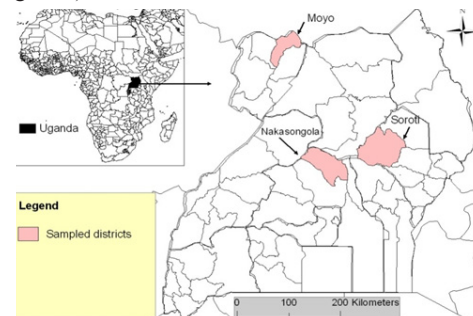 Moyo
Uganda
Soroti
Nakasongola
Legend
Sampled districts
0 100 200 Kilometers